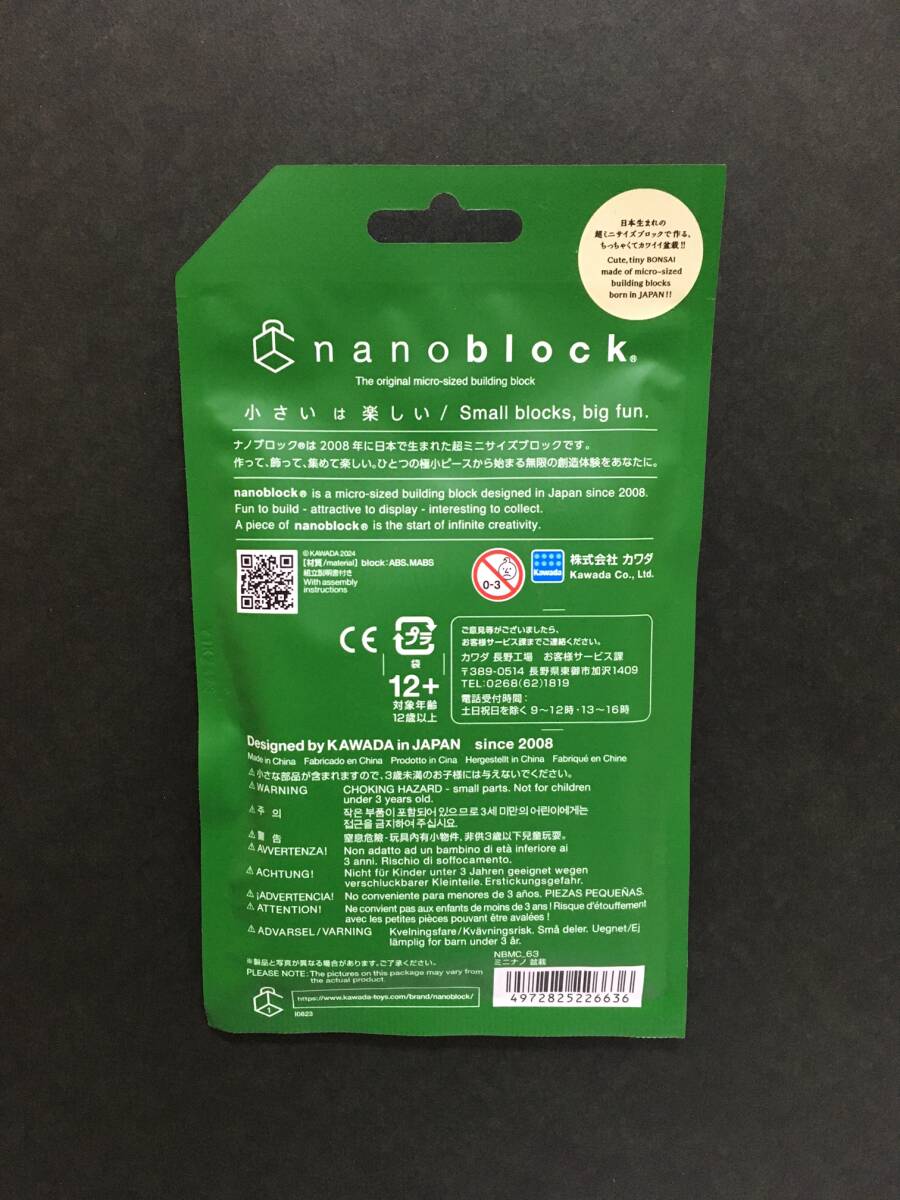 日本生まれの
超ミニサイズブロックで作る、
ちっちゃくてカワイイ盆栽!!
Cute, tiny BONSAI
made of micro-sized
building blocks
born in JAPAN!!
nanoblock®
The original micro-sized building block
小さいは楽しい / Small blocks, big fun.
ナノブロック®は2008年に日本で生まれた超ミニサイズブロックです。
作って、飾って、集めて楽しい。ひとつの極小ピースから始まる無限の創造体験をあなたに。
nanoblock® is a micro-sized building block designed in Japan since 2008.
Fun to build - attractive to display - interesting to collect.
A piece of nanoblock® is the start of infinite creativity.
© KAWADA 2024
【材質/material】block:ABS.MABS
組立説明書付き
With assembly
instructions
0-3
Kawada
株式会社 カワダ
Kawada Co., Ltd.
CE
プラ
袋
12+
対象年齢
12歳以上
ご意見等がございましたら、
お客様サービス課までご連絡ください。
カワダ 長野工場 お客様サービス課
〒389-0514 長野県東御市加沢1409
TEL:0268(62)1819
電話受付時間:
土日祝日を除く 9〜12時・13〜16時
Designed by KAWADA in JAPAN since 2008
Made in China Fabricado en China Prodotto in Cina Hergestellt in China Fabriqué en Chine
⚠小さな部品が含まれますので、3歳未満のお子様には与えないでください。
⚠WARNING CHOKING HAZARD - small parts. Not for children
under 3 years old.
⚠주 의 작은 부품이 포함되어 있으므로 3세 미만의 어린이에게는
접근을 금지하여 주십시오.
⚠警 告 窒息危險・玩具內有小物件, 非供3歲以下兒童玩耍。
⚠AVVERTENZA! Non adatto ad un bambino di età inferiore ai
3 anni. Rischio di soffocamento.
⚠ACHTUNG! Nicht für Kinder unter 3 Jahren geeignet wegen
verschluckbarer Kleinteile. Erstickungsgefahr.
⚠¡ADVERTENCIA! No conveniente para menores de 3 años. PIEZAS PEQUEÑAS.
⚠ATTENTION! Ne convient pas aux enfants de moins de 3 ans ! Risque d'étouffement
avec les petites pièces pouvant être avalées !
⚠ADVARSEL/VARNING Kvelningsfare/Kvävningsrisk. Små deler. Uegnet/Ej
lämplig for barn under 3 år.
※製品と写真が異なる場合があります。ご了承ください。
PLEASE NOTE: The pictures on this package may vary from
the actual product.
NBMC_63
ミニナノ 盆栽
https://www.kawada-toys.com/brand/nanoblock/
I0623
4972825226636